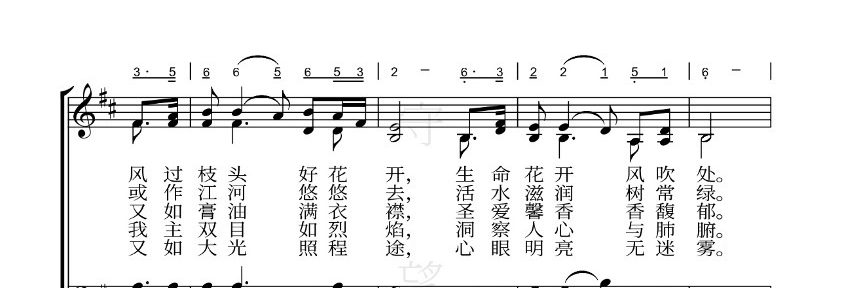 3· 5 | 6 6 5 6 5 3 | 2 – 6· 3 | 2 2 1 5· 1 | 6· –
守
风过枝头 好花开，生命花开 风吹处。
或作江河 悠悠去，活水滋润 树常绿。
又如膏油 满衣襟，圣爱馨香 香馥郁。
我主双目 如烈焰，洞察人心 与肺腑。
又如大光 照程途，心眼明亮 无迷雾。